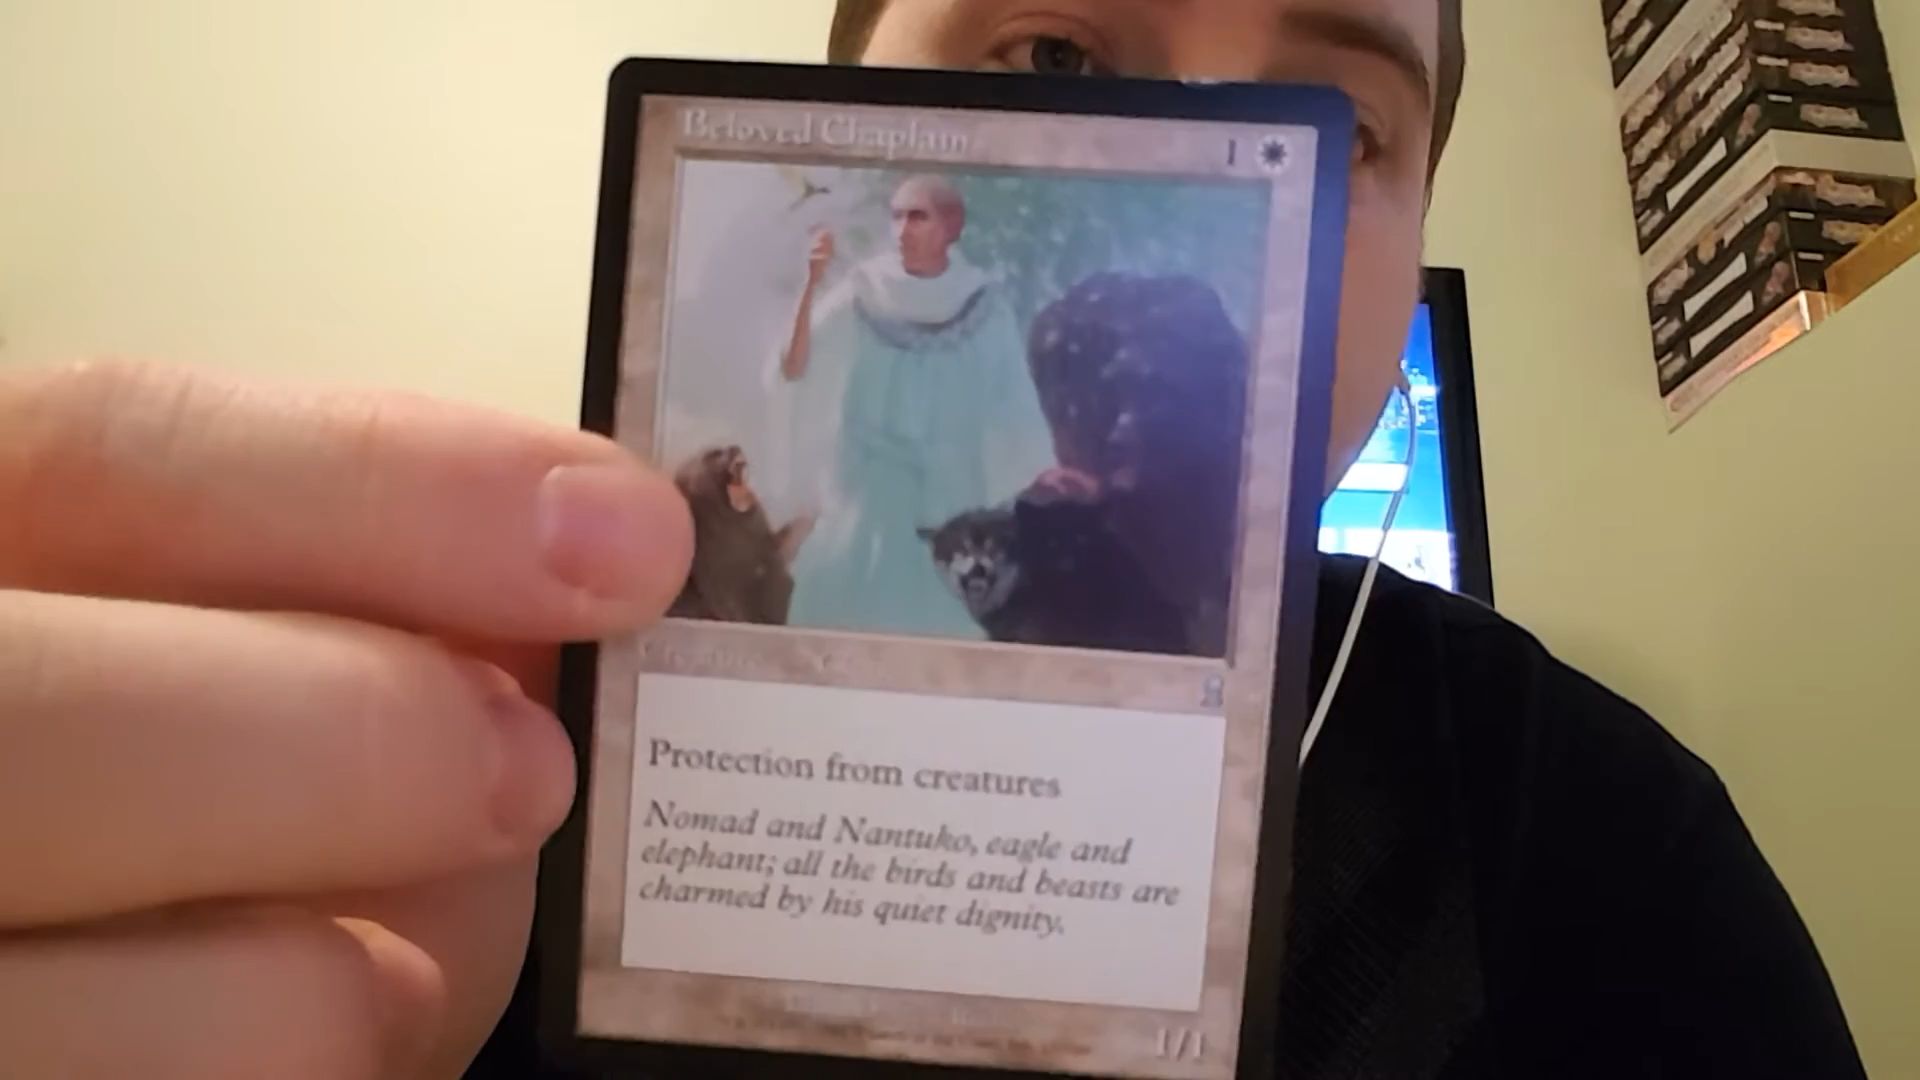 Beloved Chaplain
1
Creature
Protection from creatures
Nomad and Nantuko, eagle and
elephant; all the birds and beasts are
charmed by his quiet dignity.
1/1